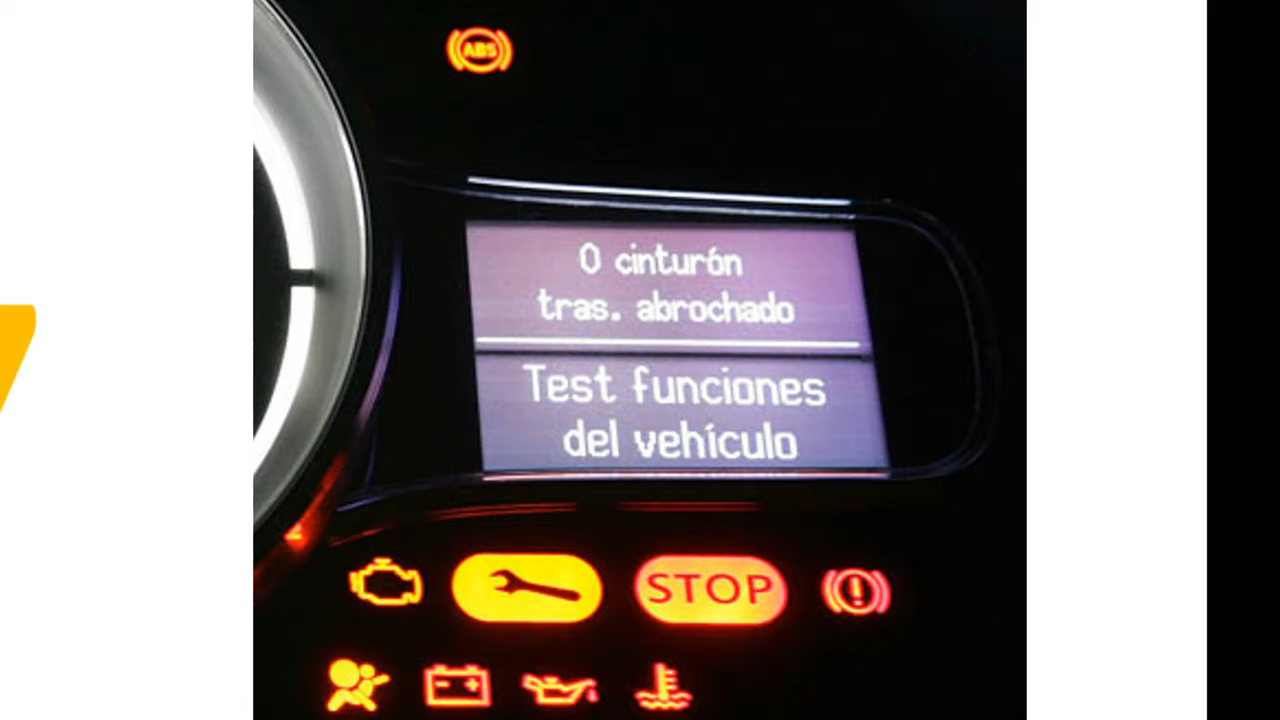 ABS
0 cinturón
tras. abrochado
Test funciones
del vehículo
STOP